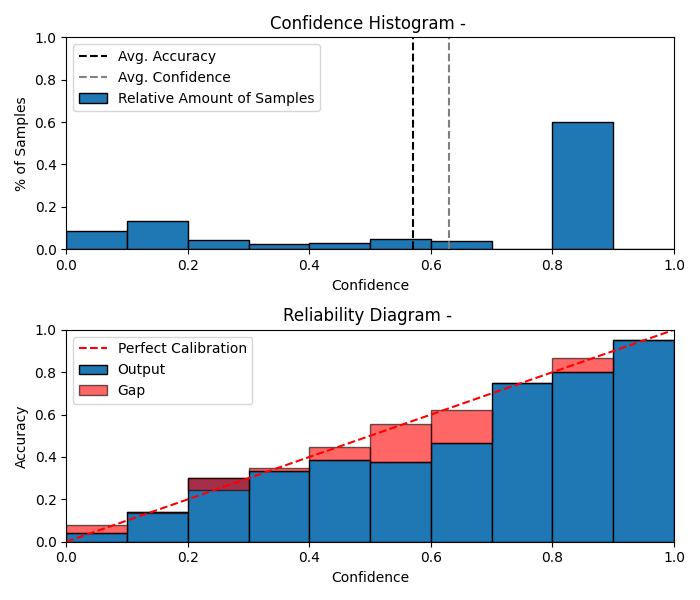 Confidence Histogram -
1.0
0.8
0.6
0.4
0.2
0.0
% of Samples
Avg. Accuracy
Avg. Confidence
Relative Amount of Samples
0.0 0.2 0.4 0.6 0.8 1.0
Confidence
Reliability Diagram -
1.0
0.8
0.6
0.4
0.2
0.0
Accuracy
Perfect Calibration
Output
Gap
0.0 0.2 0.4 0.6 0.8 1.0
Confidence